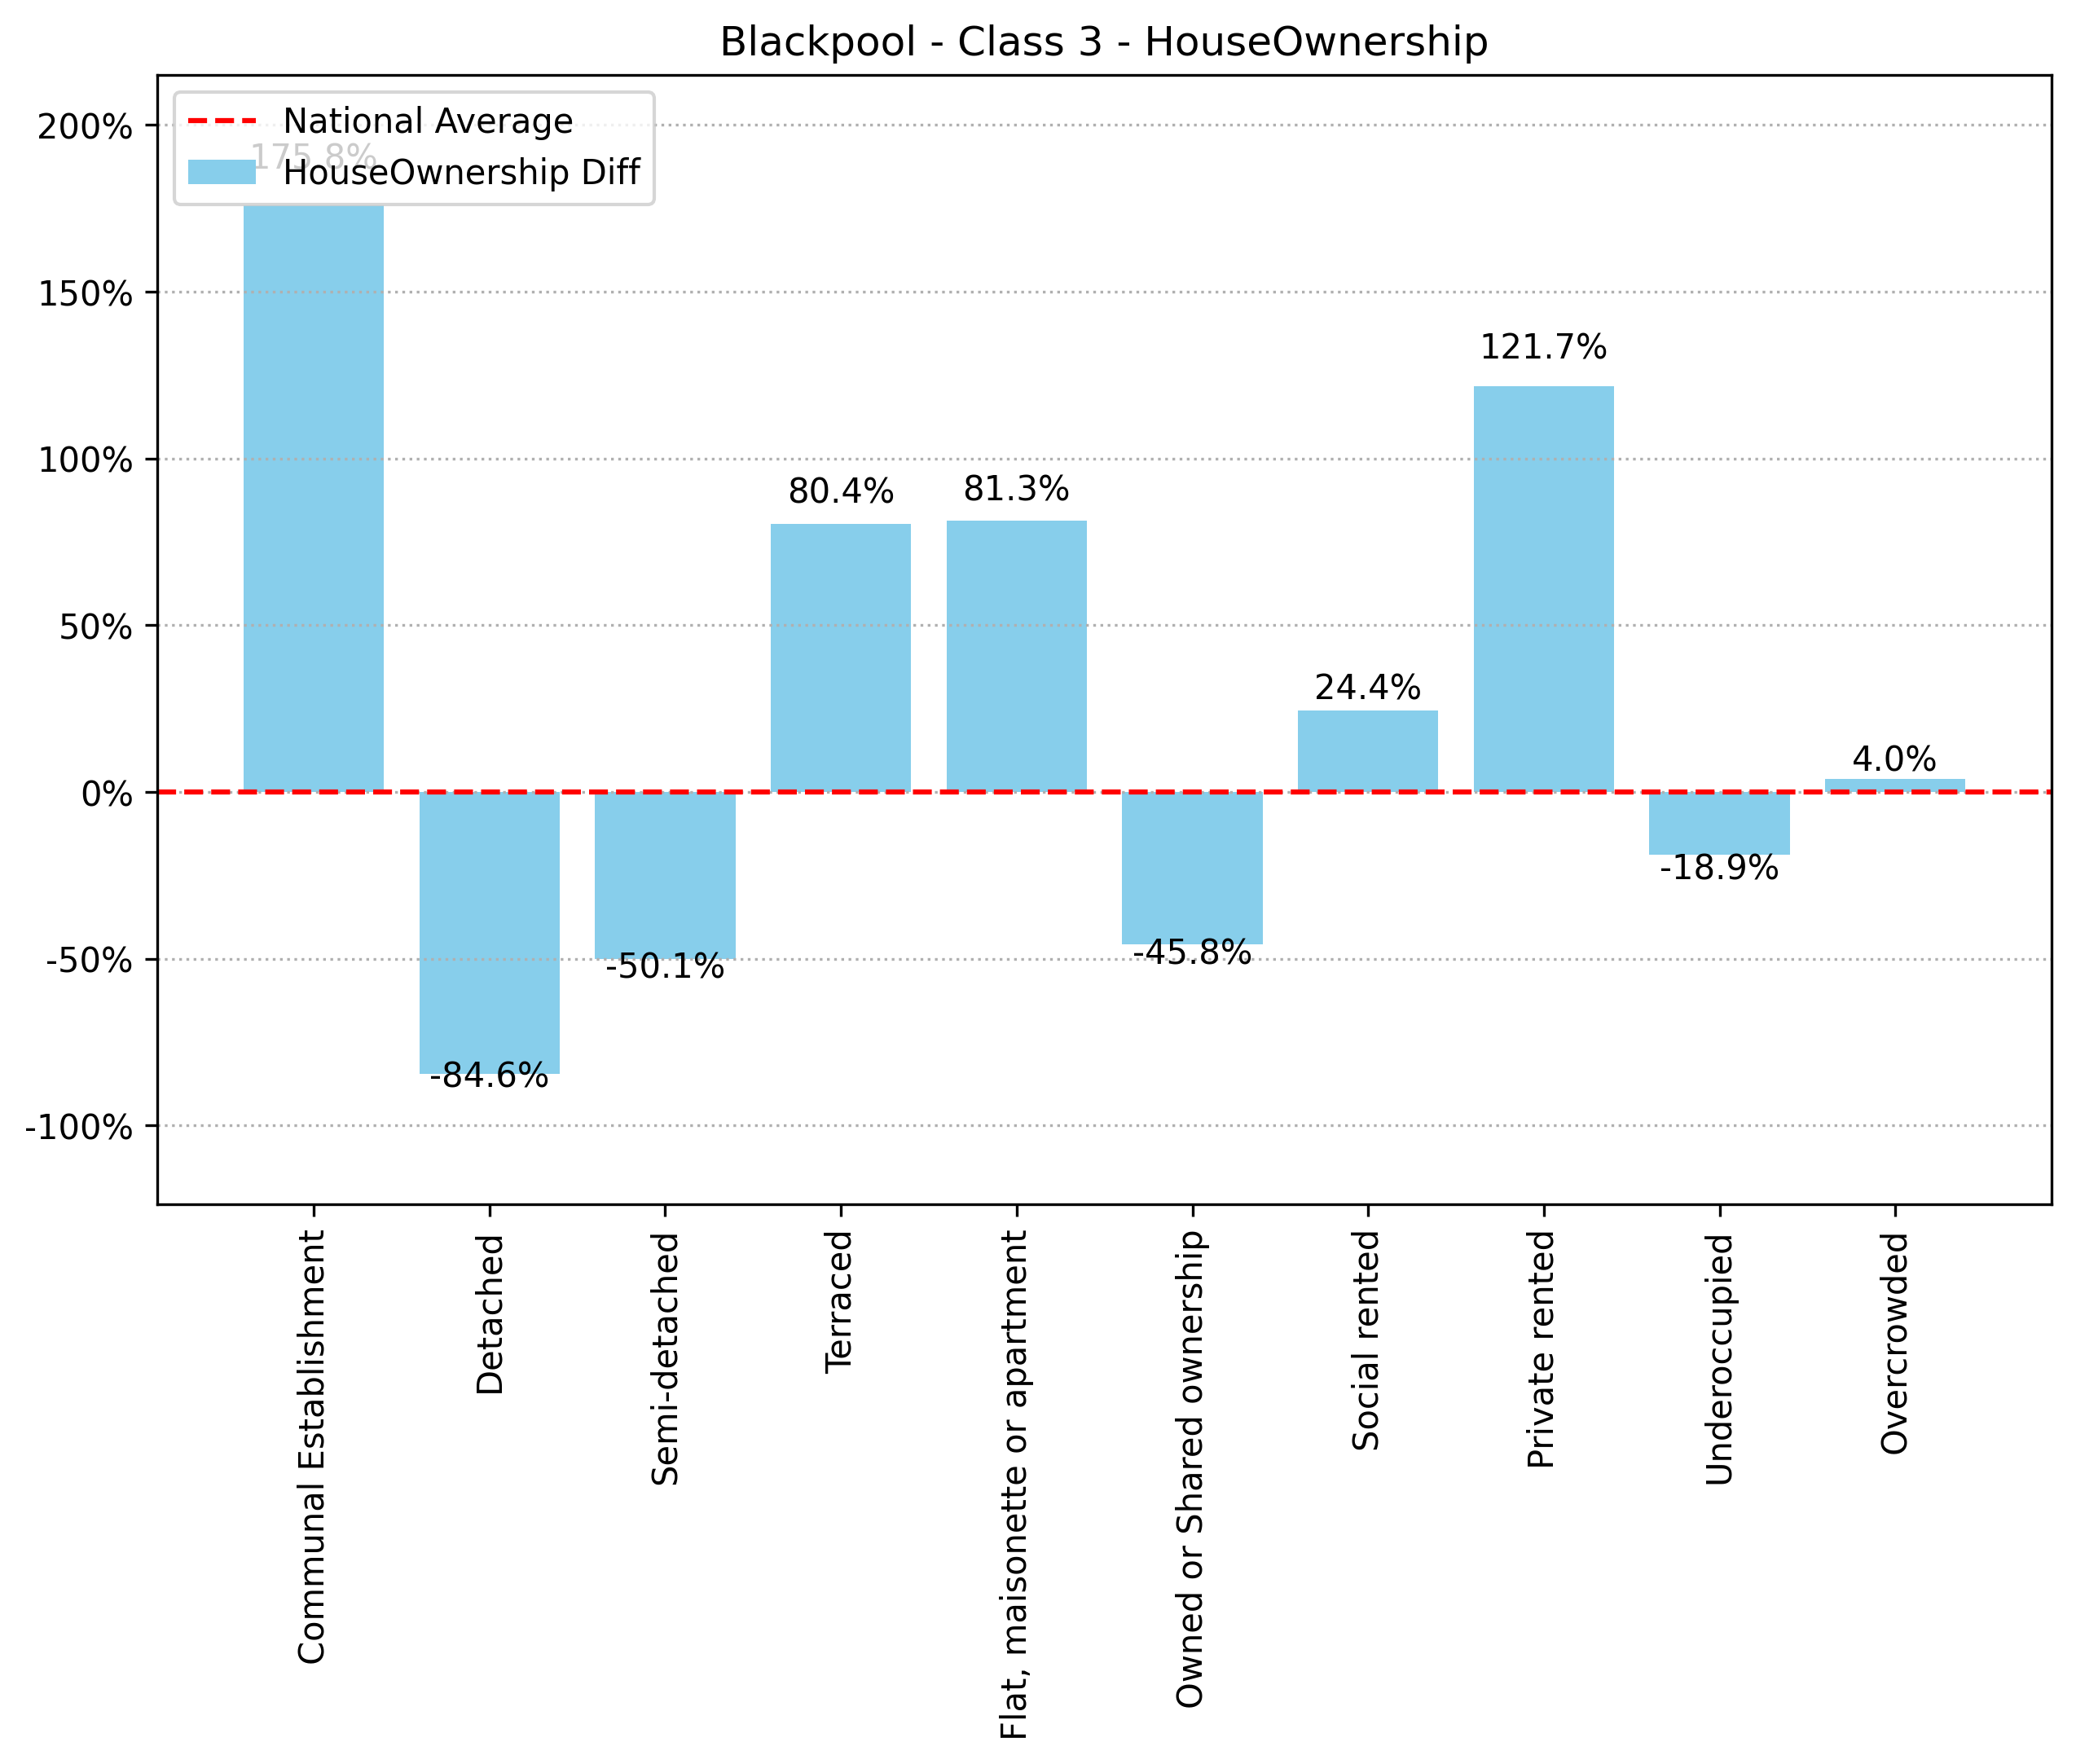 Blackpool - Class 3 - HouseOwnership
National Average
HouseOwnership Diff
200%
150%
100%
50%
0%
-50%
-100%
175.8%
-84.6%
-50.1%
80.4%
81.3%
-45.8%
24.4%
121.7%
-18.9%
4.0%
Communal Establishment
Detached
Semi-detached
Terraced
Flat, maisonette or apartment
Owned or Shared ownership
Social rented
Private rented
Underoccupied
Overcrowded